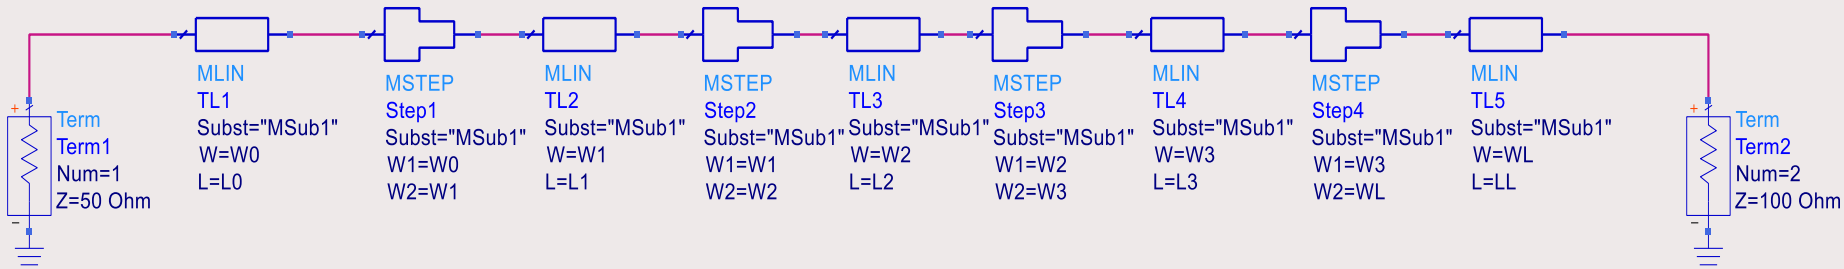 +
Term
Term1
Num=1
Z=50 Ohm
−
MLIN
TL1
Subst="MSub1"
W=W0
L=L0
MSTEP
Step1
Subst="MSub1"
W1=W0
W2=W1
MLIN
TL2
Subst="MSub1"
W=W1
L=L1
MSTEP
Step2
Subst="MSub1"
W1=W1
W2=W2
MLIN
TL3
Subst="MSub1"
W=W2
L=L2
MSTEP
Step3
Subst="MSub1"
W1=W2
W2=W3
MLIN
TL4
Subst="MSub1"
W=W3
L=L3
MSTEP
Step4
Subst="MSub1"
W1=W3
W2=WL
MLIN
TL5
Subst="MSub1"
W=WL
L=LL
+
Term
Term2
Num=2
Z=100 Ohm
−